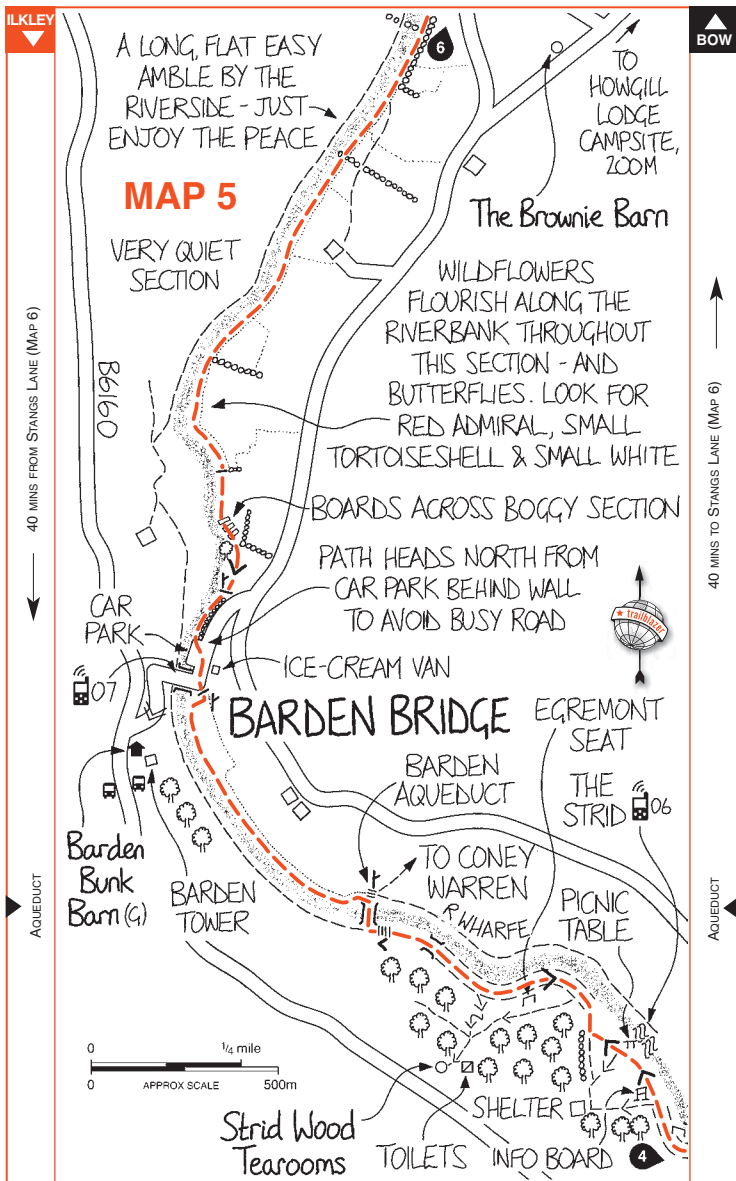 ILKLEY
BOW
A LONG, FLAT EASY
AMBLE BY THE
RIVERSIDE - JUST
ENJOY THE PEACE
6
TO
HOWGILL
LODGE
CAMPSITE,
200M
MAP 5
The Brownie Barn
VERY QUIET
SECTION
WILDFLOWERS
FLOURISH ALONG THE
RIVERBANK THROUGHOUT
THIS SECTION - AND
BUTTERFLIES. LOOK FOR
RED ADMIRAL, SMALL
TORTOISESHELL & SMALL WHITE
40 MINS FROM STANGS LANE (MAP 6)
B6160
40 MINS TO STANGS LANE (MAP 6)
BOARDS ACROSS BOGGY SECTION
PATH HEADS NORTH FROM
CAR PARK BEHIND WALL
TO AVOID BUSY ROAD
trailblazer
CAR
PARK
ICE-CREAM VAN
07
BARDEN BRIDGE
EGREMONT
SEAT
BARDEN
AQUEDUCT
THE
STRID
06
Barden
Bunk
Barn (G)
BARDEN
TOWER
TO CONEY
WARREN
R WHARFE
PICNIC
TABLE
AQUEDUCT
AQUEDUCT
0 1/4 mile
0 APPROX SCALE 500m
Strid Wood
Tearooms
TOILETS
SHELTER
INFO BOARD
4